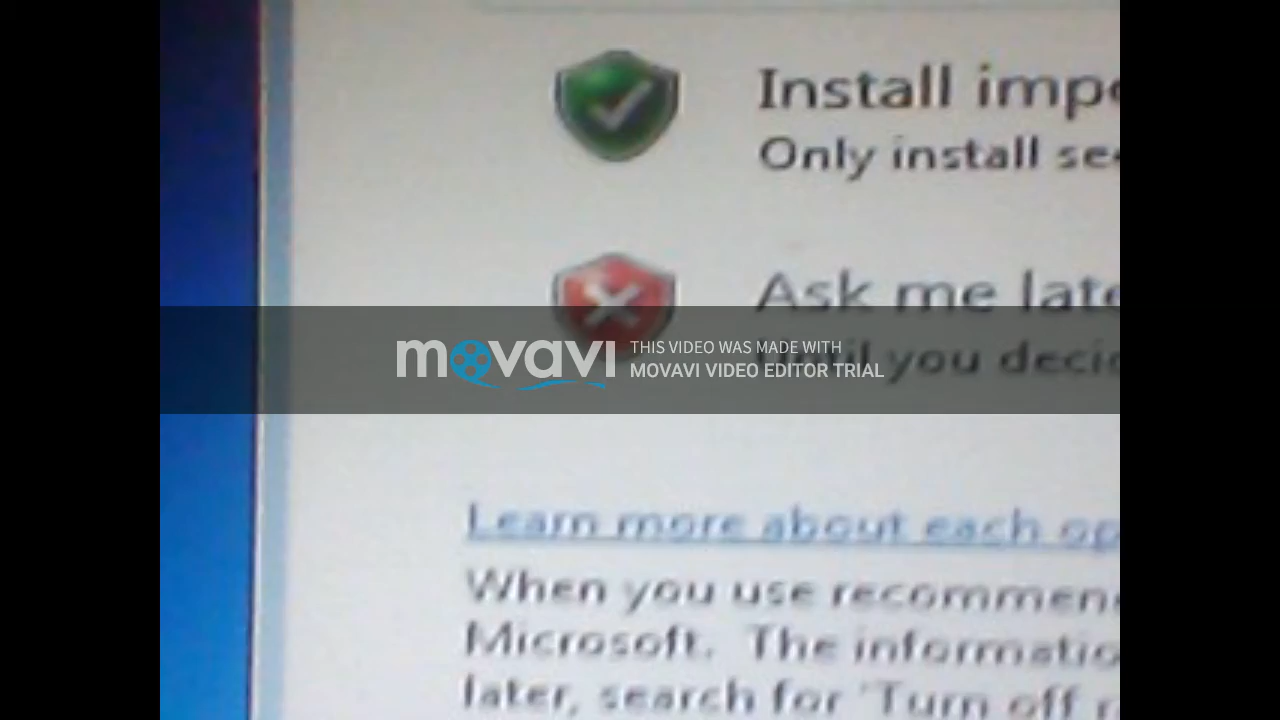 Install imp
Only install se
Ask me late
movavi
THIS VIDEO WAS MADE WITH
MOVAVI VIDEO EDITOR TRIAL
Until you deci
Learn more about each op
When you use recommen
Microsoft. The informatio
later, search for 'Turn off r